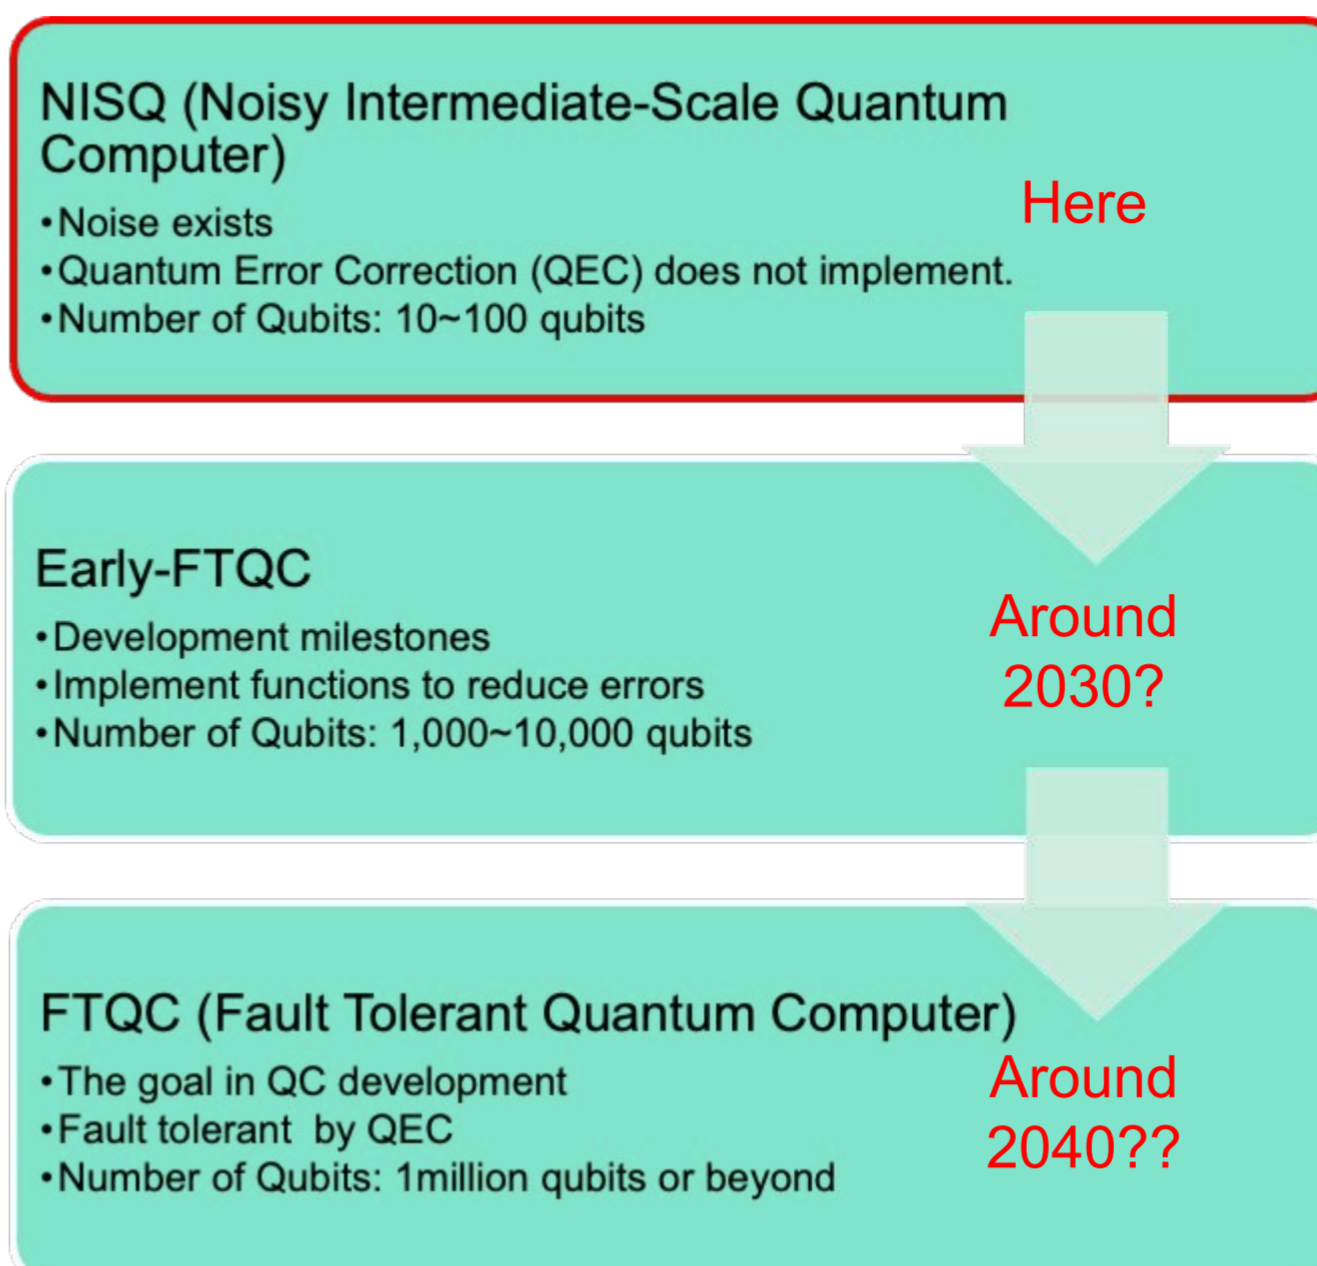 NISQ (Noisy Intermediate-Scale Quantum
Computer)
•Noise exists
•Quantum Error Correction (QEC) does not implement.
•Number of Qubits: 10~100 qubits
Here
Early-FTQC
•Development milestones
•Implement functions to reduce errors
•Number of Qubits: 1,000~10,000 qubits
Around
2030?
FTQC (Fault Tolerant Quantum Computer)
•The goal in QC development
•Fault tolerant  by QEC
•Number of Qubits: 1million qubits or beyond
Around
2040??